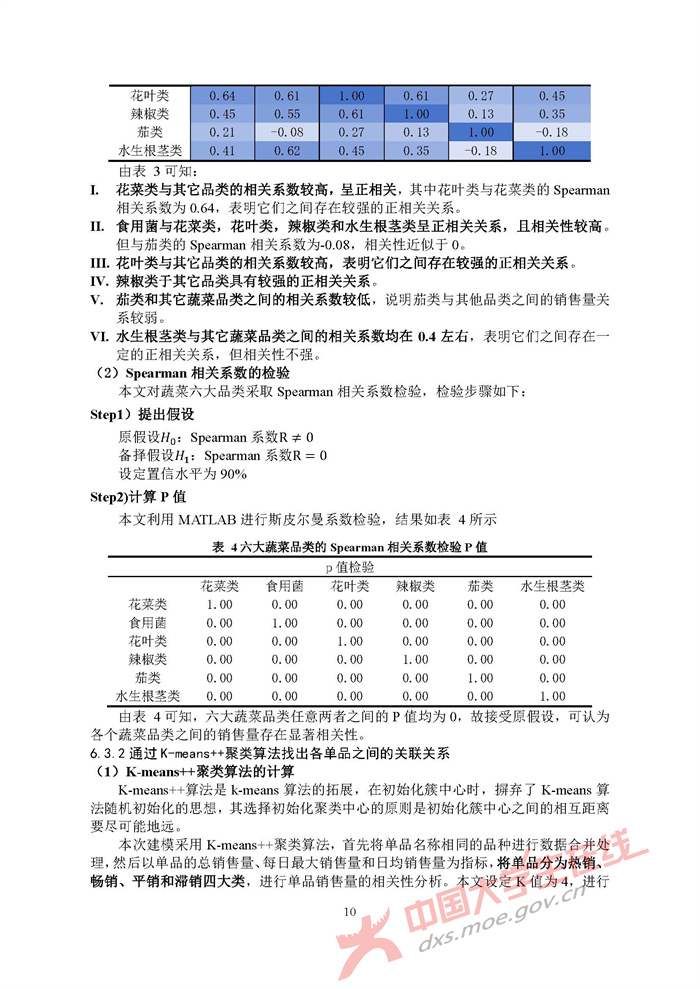 花叶类 0.64 0.61 1.00 0.61 0.27 0.45
辣椒类 0.45 0.55 0.61 1.00 0.13 0.35
茄类 0.21 -0.08 0.27 0.13 1.00 -0.18
水生根茎类 0.41 0.62 0.45 0.35 -0.18 1.00
由表 3 可知：
I. 花菜类与其它品类的相关系数较高，呈正相关，其中花叶类与花菜类的 Spearman
相关系数为 0.64，表明它们之间存在较强的正相关关系。
II. 食用菌与花菜类，花叶类，辣椒类和水生根茎类呈正相关关系，且相关性较高。
但与茄类的 Spearman 相关系数为-0.08，相关性近似于 0。
III. 花叶类与其它品类的相关系数较高，表明它们之间存在较强的正相关关系。
IV. 辣椒类于其它品类具有较强的正相关关系。
V. 茄类和其它蔬菜品类之间的相关系数较低，说明茄类与其他品类之间的销售量关
系较弱。
VI. 水生根茎类与其它蔬菜品类之间的相关系数均在 0.4 左右，表明它们之间存在一
定的正相关关系，但相关性不强。
（2）Spearman 相关系数的检验
本文对蔬菜六大品类采取 Spearman 相关系数检验，检验步骤如下：
Step1）提出假设
原假设H₀：Spearman 系数R ≠ 0
备择假设H₁：Spearman 系数R = 0
设定置信水平为 90%
Step2)计算 P 值
本文利用 MATLAB 进行斯皮尔曼系数检验，结果如表 4 所示
表 4 六大蔬菜品类的 Spearman 相关系数检验 P 值
p 值检验
花菜类 食用菌 花叶类 辣椒类 茄类 水生根茎类
花菜类 1.00 0.00 0.00 0.00 0.00 0.00
食用菌 0.00 1.00 0.00 0.00 0.00 0.00
花叶类 0.00 0.00 1.00 0.00 0.00 0.00
辣椒类 0.00 0.00 0.00 1.00 0.00 0.00
茄类 0.00 0.00 0.00 0.00 1.00 0.00
水生根茎类 0.00 0.00 0.00 0.00 0.00 1.00
由表 4 可知，六大蔬菜品类任意两者之间的 P 值均为 0，故接受原假设，可认为
各个蔬菜品类之间的销售量存在显著相关性。
6.3.2 通过 K-means++聚类算法找出各单品之间的关联关系
（1）K-means++聚类算法的计算
K-means++算法是 k-means 算法的拓展，在初始化簇中心时，摒弃了 K-means 算
法随机初始化的思想，其选择初始化聚类中心的原则是初始化簇中心之间的相互距离
要尽可能地远。
本次建模采用 K-means++聚类算法，首先将单品名称相同的品种进行数据合并处
理，然后以单品的总销售量、每日最大销售量和日均销售量为指标，将单品分为热销、
畅销、平销和滞销四大类，进行单品销售量的相关性分析。本文设定 K 值为 4，进行
10
中国大学生在线
dxs.moe.gov.cn